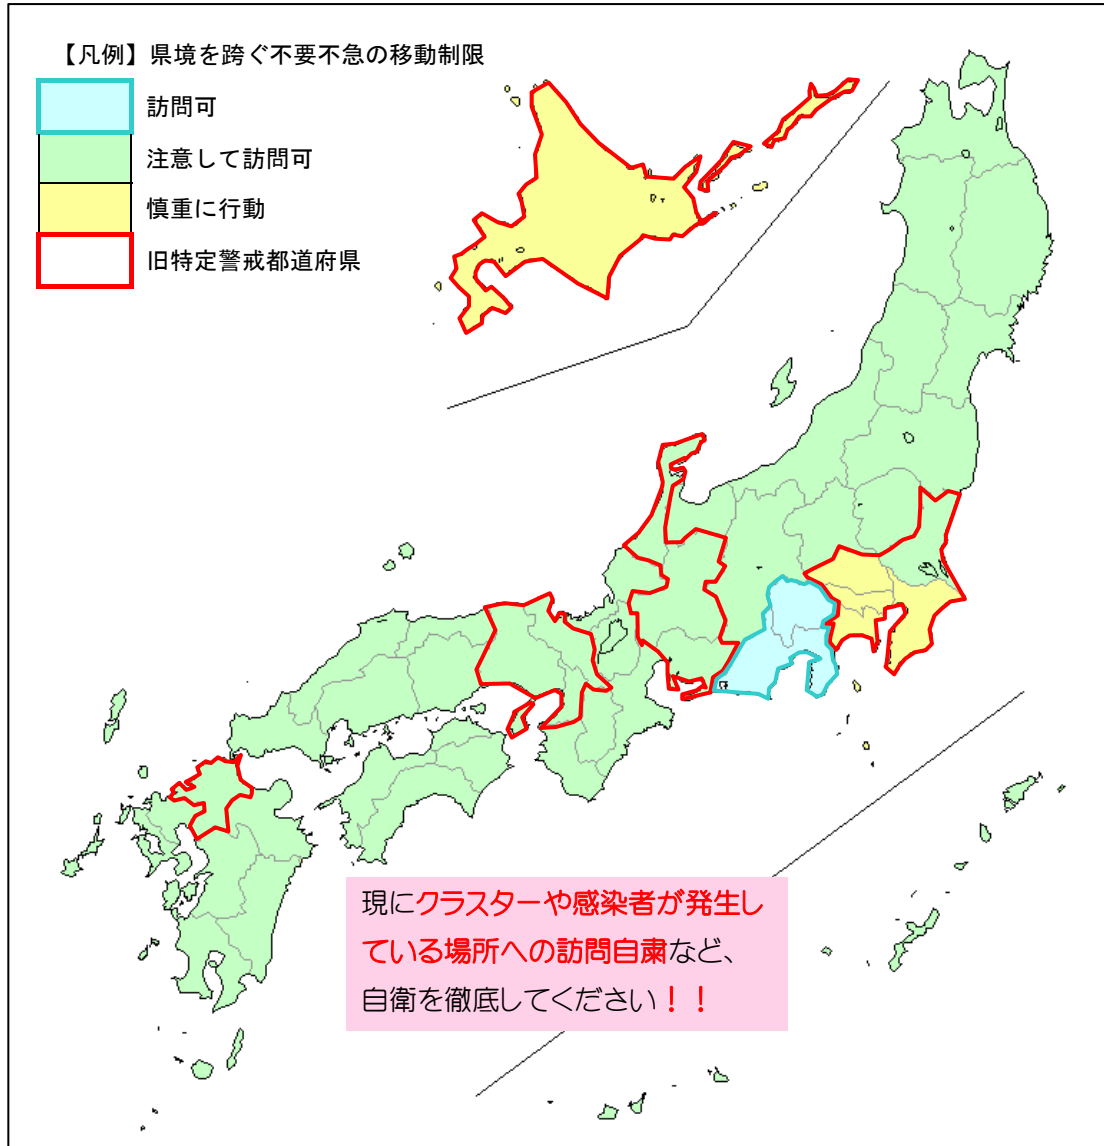 【凡例】県境を跨ぐ不要不急の移動制限
訪問可
注意して訪問可
慎重に行動
旧特定警戒都道府県
現にクラスターや感染者が発生し
ている場所への訪問自粛など、
自衛を徹底してください！！